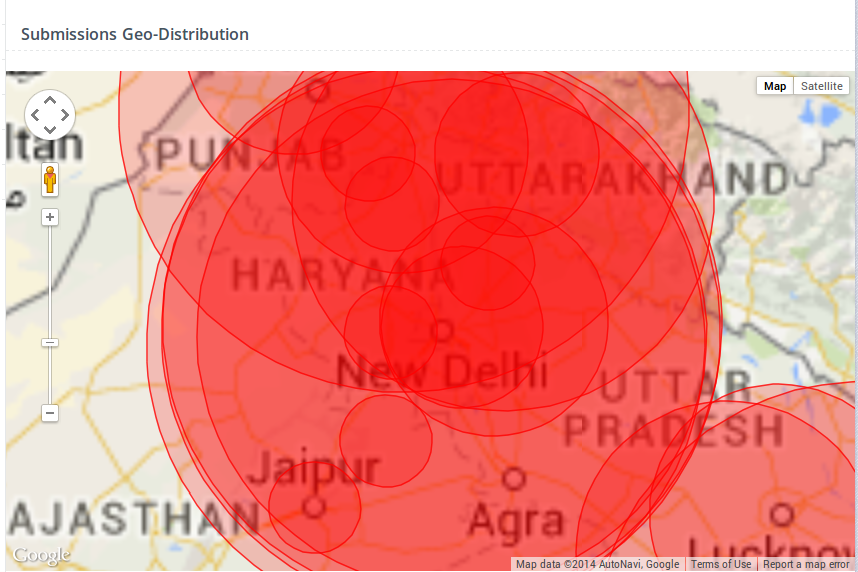 Submissions Geo-Distribution
Map Satellite
ltan
PUNJAB
UTTARAKHAND
HARYANA
New Delhi
UTTAR
PRADESH
Jaipur
AJASTHAN
Agra
Lucknow
Google
Map data ©2014 AutoNavi, Google Terms of Use Report a map error